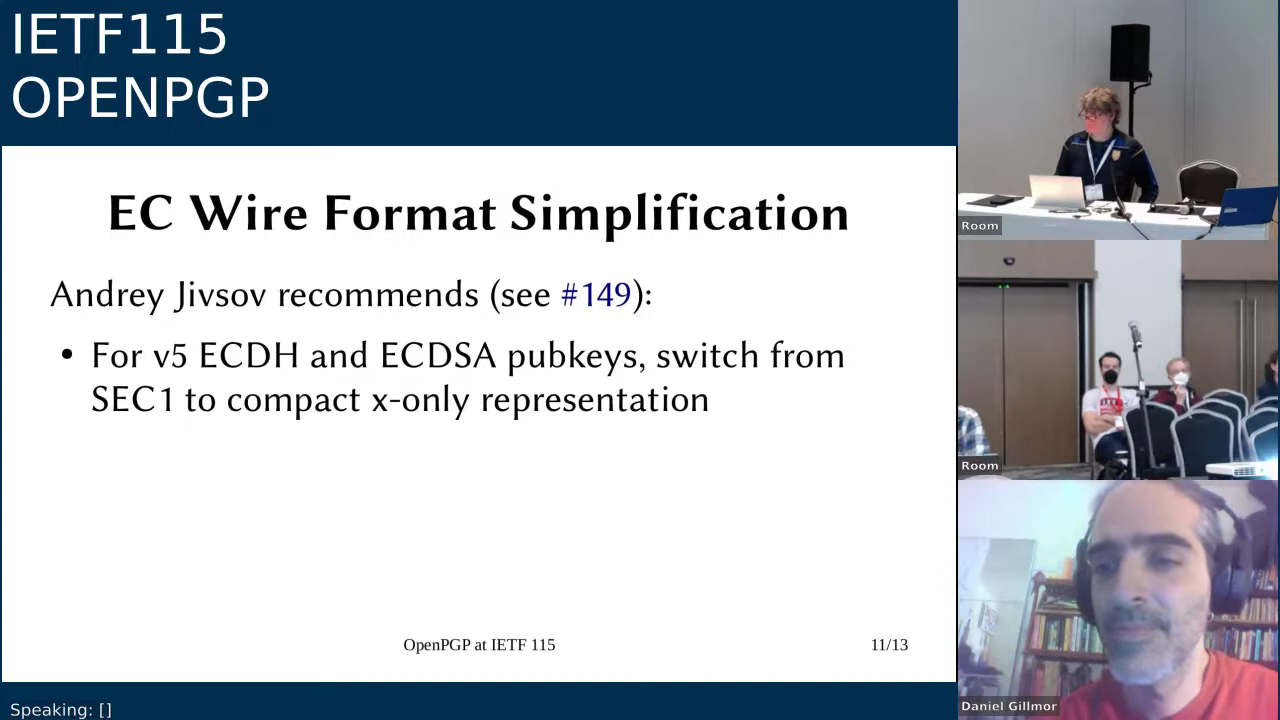 IETF115
OPENPGP
EC Wire Format Simplification
Andrey Jivsov recommends (see #149):
• For v5 ECDH and ECDSA pubkeys, switch from
SEC1 to compact x-only representation
OpenPGP at IETF 115
11/13
Speaking: []
Room
Room
Daniel Gillmor